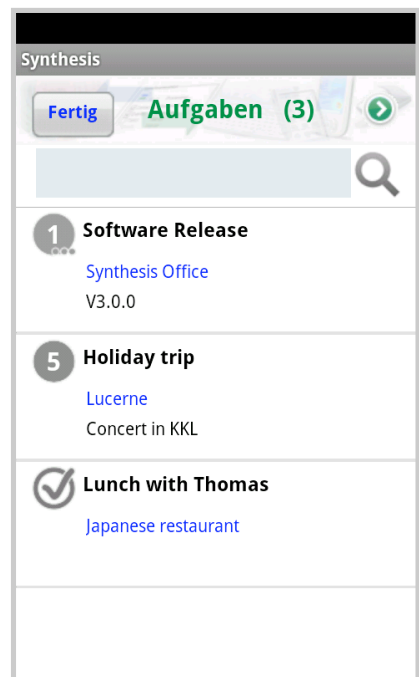 Synthesis
Fertig
Aufgaben (3)
1 Software Release
Synthesis Office
V3.0.0
5 Holiday trip
Lucerne
Concert in KKL
Lunch with Thomas
Japanese restaurant